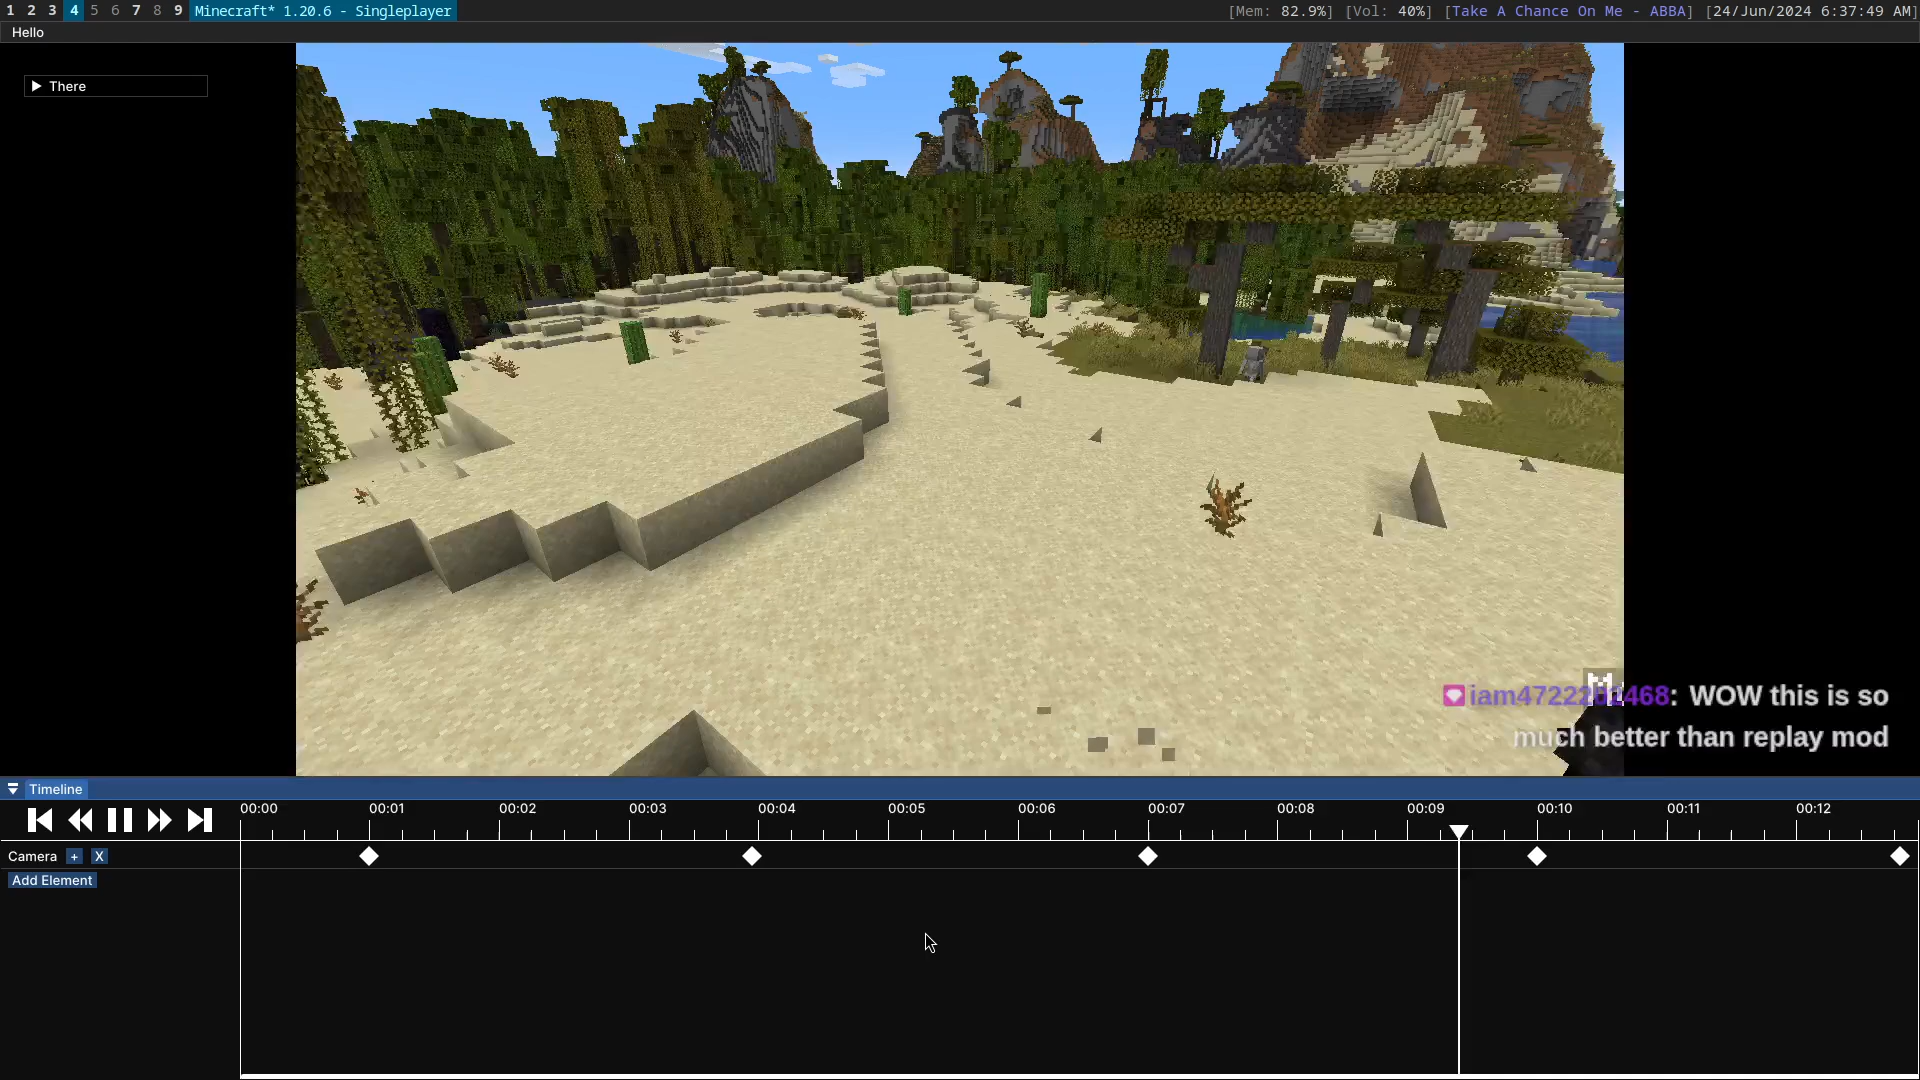 1 2 3 4 5 6 7 8 9 Minecraft* 1.20.6 - Singleplayer [Mem: 82.9%] [Vol: 40%] [Take A Chance On Me - ABBA] [24/Jun/2024 6:37:49 AM]
Hello
There
iam4722202468: WOW this is so
much better than replay mod
Timeline
00:00 00:01 00:02 00:03 00:04 00:05 00:06 00:07 00:08 00:09 00:10 00:11 00:12
Camera + X
Add Element